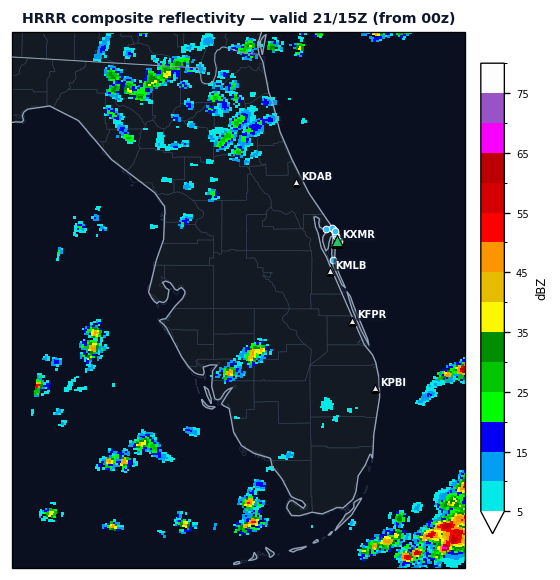 HRRR composite reflectivity — valid 21/15Z (from 00z)
KDAB
KXMR
KMLB
KFPR
KPBI
75
65
55
45
35
25
15
5
dBZ